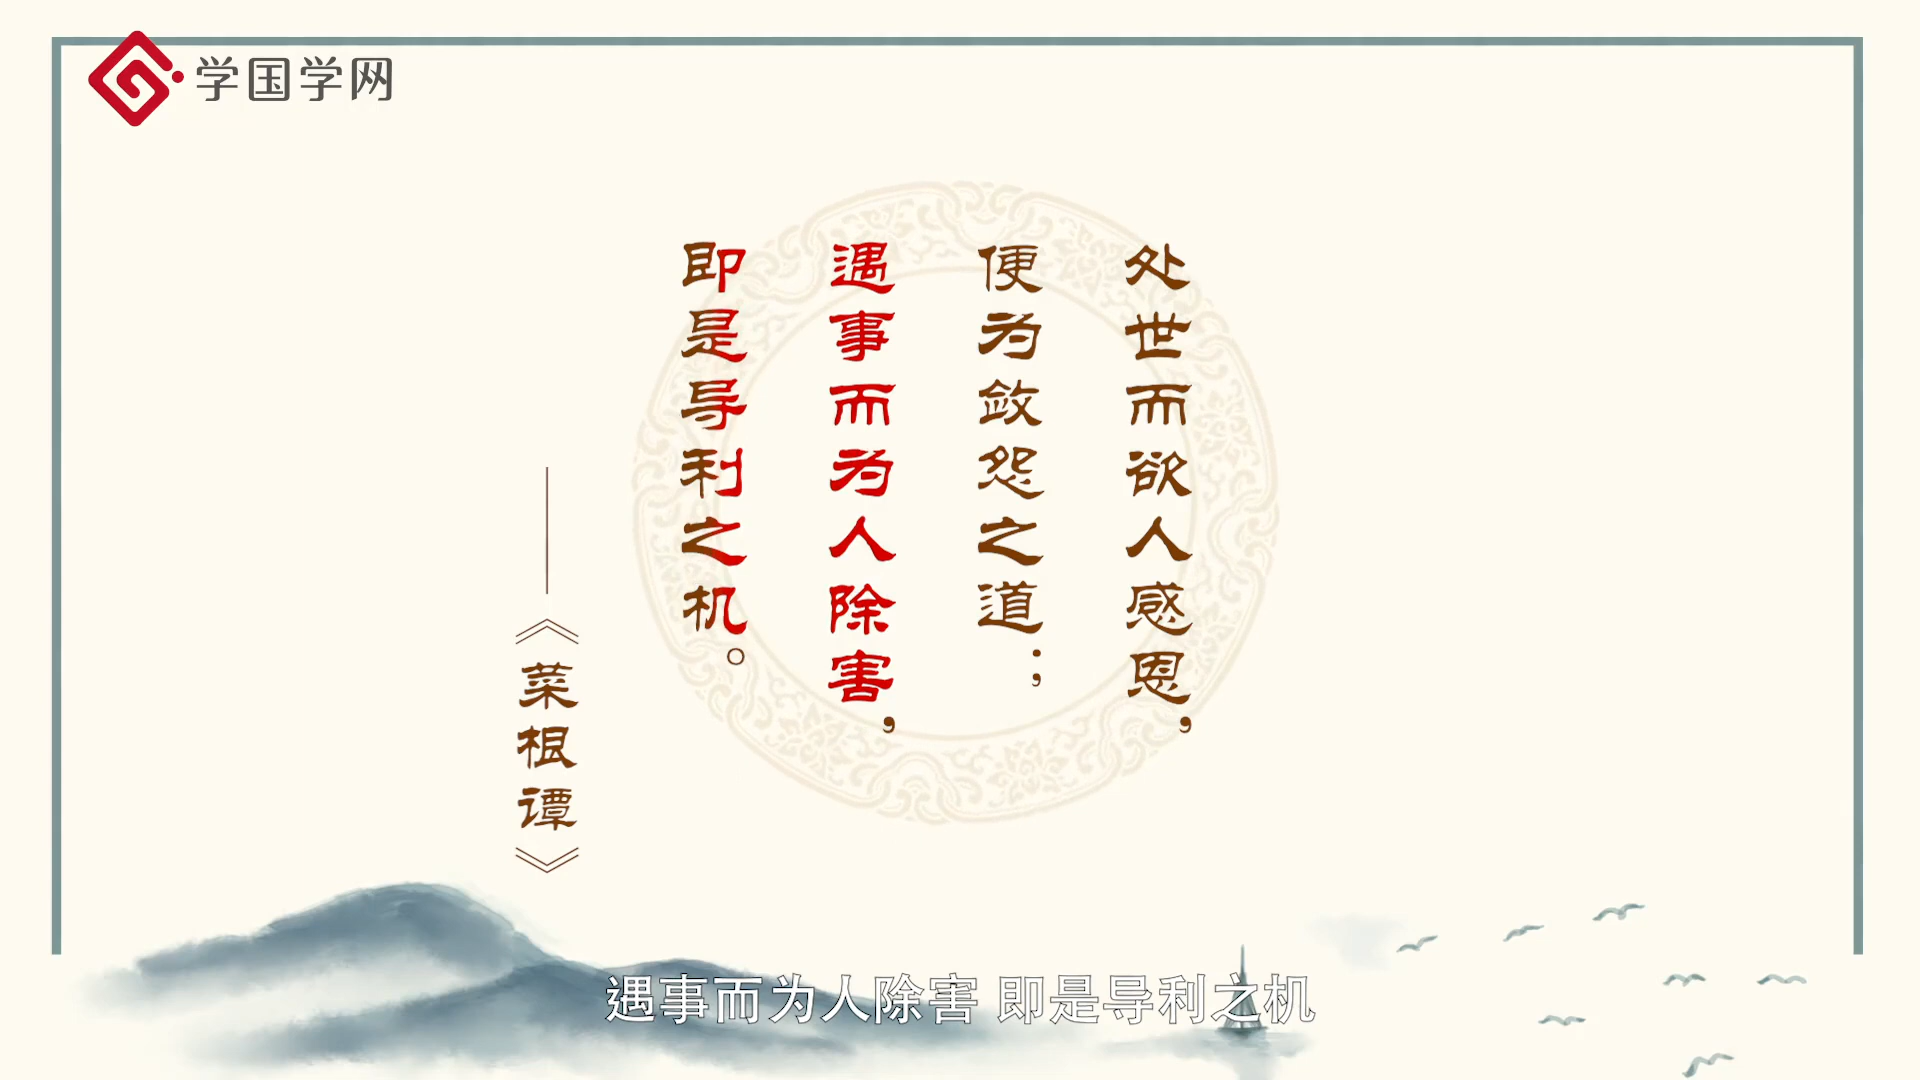 学国学网
处世而欲人感恩，
便为敛怨之道；
遇事而为人除害，
即是导利之机。
——《菜根谭》
遇事而为人除害 即是导利之机